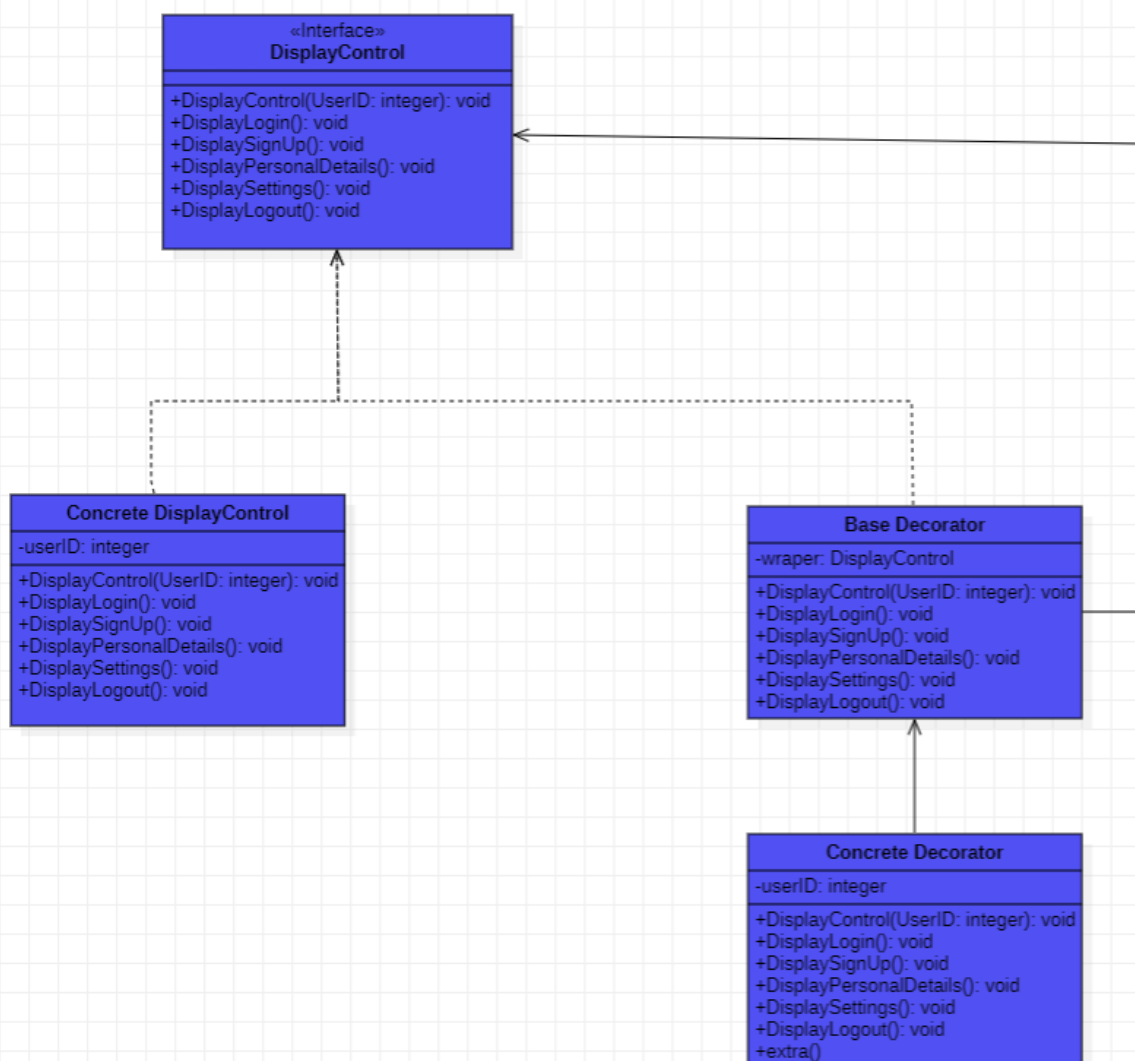 «Interface»
DisplayControl
+DisplayControl(UserID: integer): void
+DisplayLogin(): void
+DisplaySignUp(): void
+DisplayPersonalDetails(): void
+DisplaySettings(): void
+DisplayLogout(): void
Concrete DisplayControl
-userID: integer
+DisplayControl(UserID: integer): void
+DisplayLogin(): void
+DisplaySignUp(): void
+DisplayPersonalDetails(): void
+DisplaySettings(): void
+DisplayLogout(): void
Base Decorator
-wraper: DisplayControl
+DisplayControl(UserID: integer): void
+DisplayLogin(): void
+DisplaySignUp(): void
+DisplayPersonalDetails(): void
+DisplaySettings(): void
+DisplayLogout(): void
Concrete Decorator
-userID: integer
+DisplayControl(UserID: integer): void
+DisplayLogin(): void
+DisplaySignUp(): void
+DisplayPersonalDetails(): void
+DisplaySettings(): void
+DisplayLogout(): void
+extra()